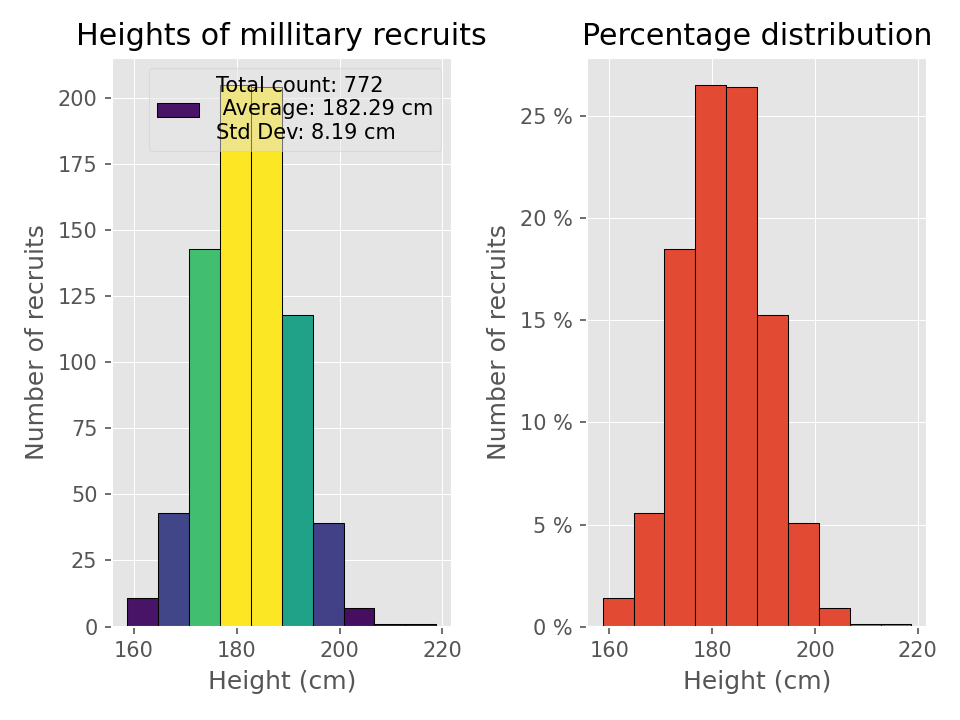 Heights of millitary recruits
Total count: 772
Average: 182.29 cm
Std Dev: 8.19 cm
Number of recruits
200
175
150
125
100
75
50
25
0
160
180
200
220
Height (cm)
Percentage distribution
Number of recruits
25 %
20 %
15 %
10 %
5 %
0 %
160
180
200
220
Height (cm)